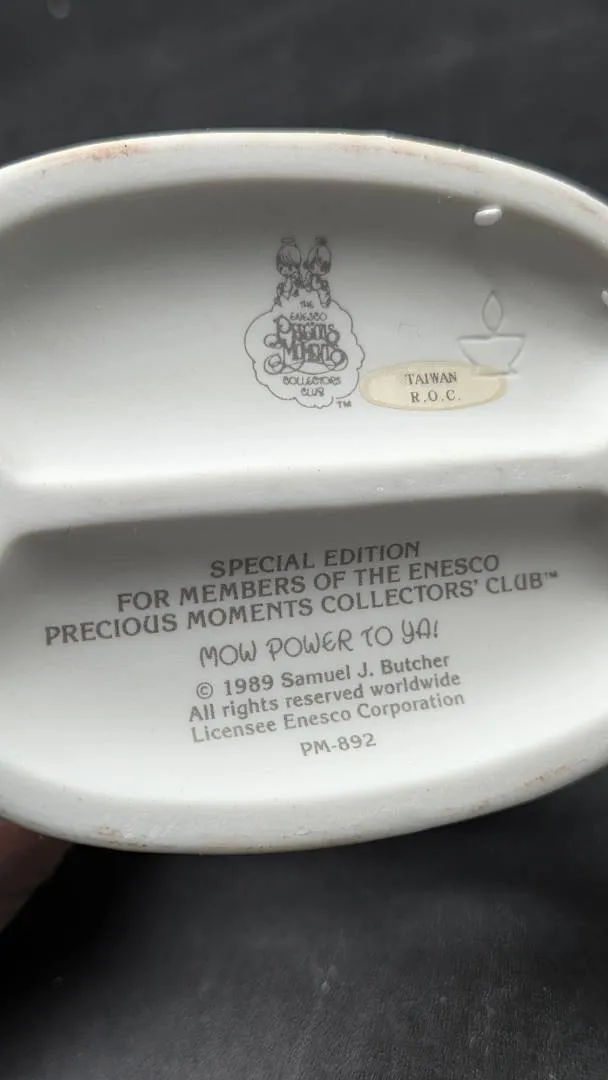 THE
ENESCO
PRECIOUS
MOMENTS
COLLECTORS
CLUB
TM
TAIWAN
R.O.C.
SPECIAL EDITION
FOR MEMBERS OF THE ENESCO
PRECIOUS MOMENTS COLLECTORS' CLUB™
MOW POWER TO YA!
© 1989 Samuel J. Butcher
All rights reserved worldwide
Licensee Enesco Corporation
PM-892